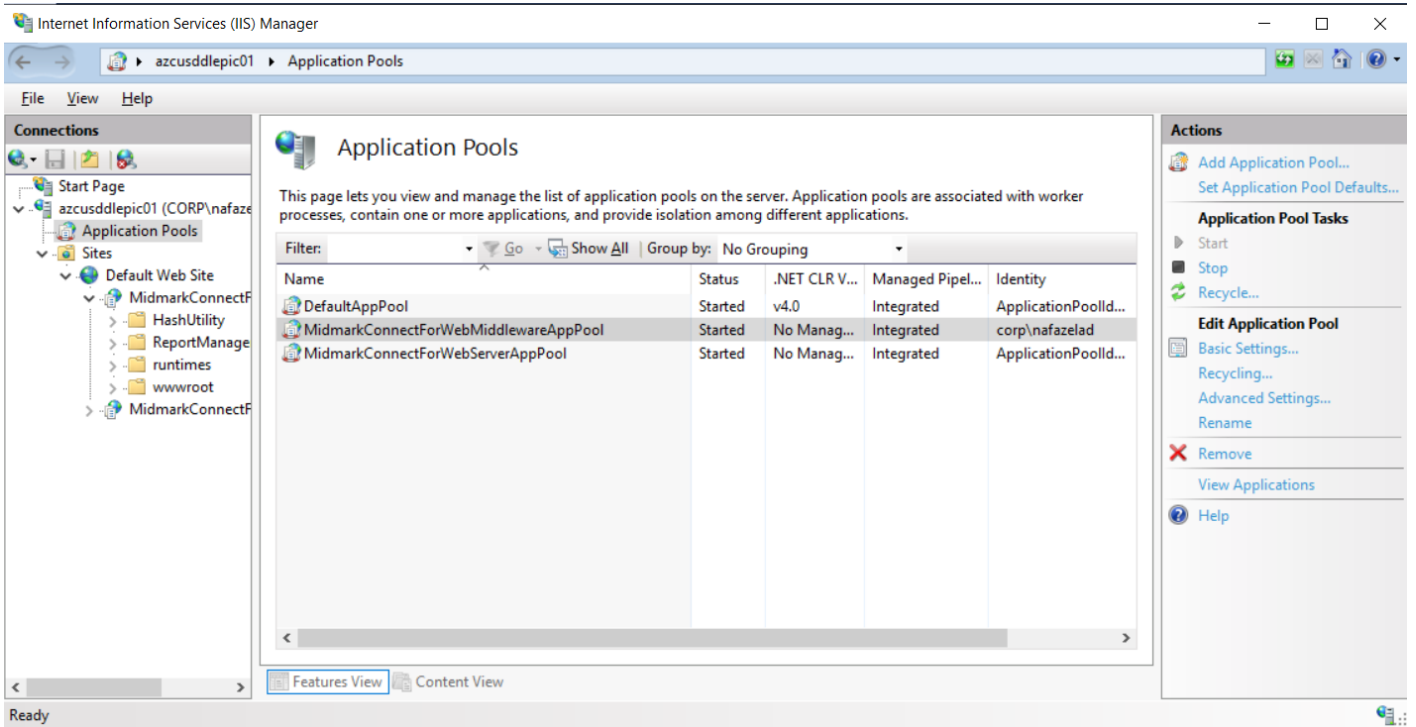 Internet Information Services (IIS) Manager
azcusddlepic01 Application Pools
File View Help
Connections
Start Page
azcusddlepic01 (CORP\nafaze
Application Pools
Sites
Default Web Site
MidmarkConnectF
HashUtility
ReportManage
runtimes
wwwroot
MidmarkConnectF
Application Pools
This page lets you view and manage the list of application pools on the server. Application pools are associated with worker
processes, contain one or more applications, and provide isolation among different applications.
Filter: Go Show All Group by: No Grouping
Name Status .NET CLR V... Managed Pipel... Identity
DefaultAppPool Started v4.0 Integrated ApplicationPoolId...
MidmarkConnectForWebMiddlewareAppPool Started No Manag... Integrated corp\nafazelad
MidmarkConnectForWebServerAppPool Started No Manag... Integrated ApplicationPoolId...
Features View Content View
Actions
Add Application Pool...
Set Application Pool Defaults...
Application Pool Tasks
Start
Stop
Recycle...
Edit Application Pool
Basic Settings...
Recycling...
Advanced Settings...
Rename
Remove
View Applications
Help
Ready